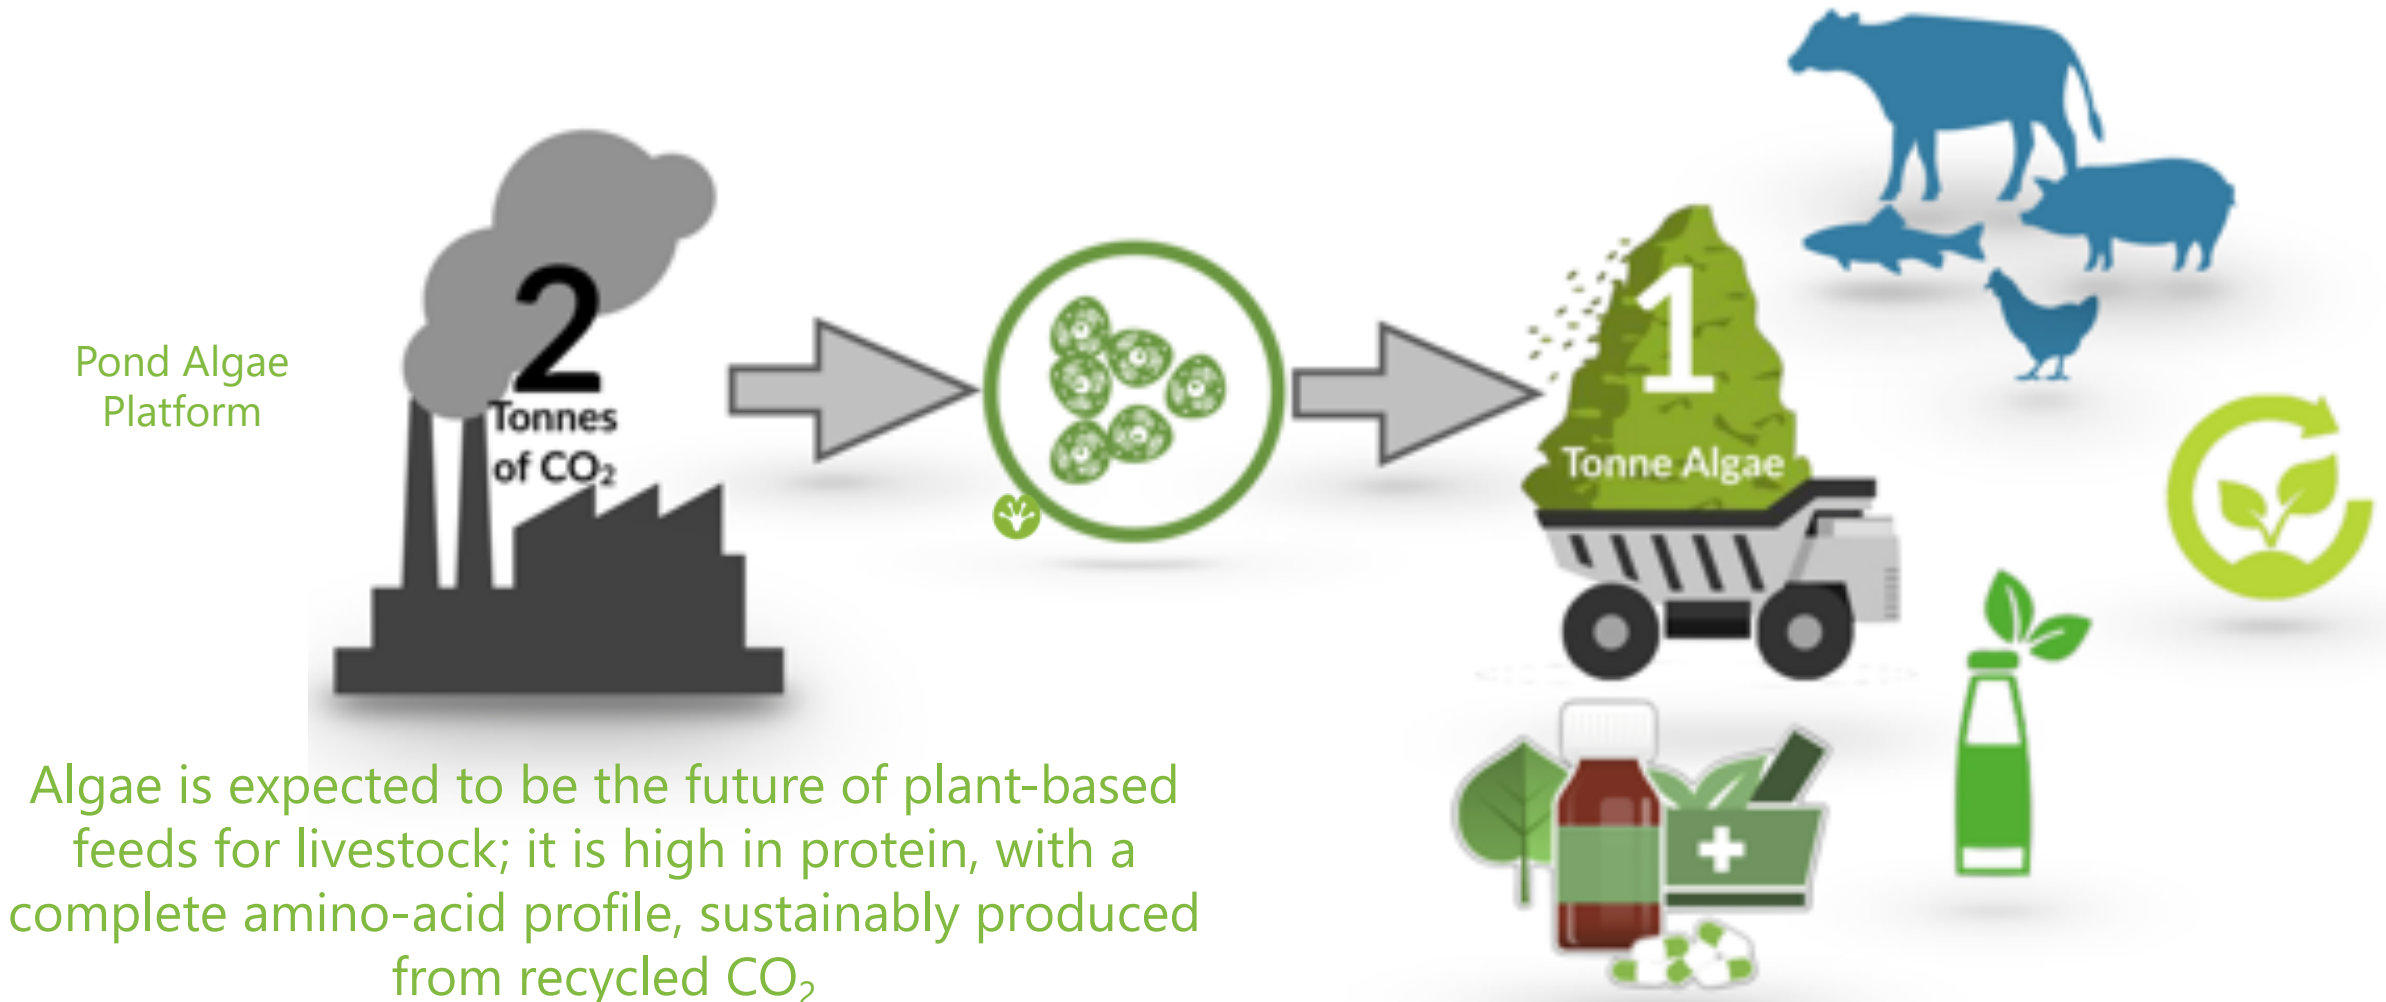 Pond Algae
Platform
2
Tonnes
of CO₂
1
Tonne Algae
Algae is expected to be the future of plant-based
feeds for livestock; it is high in protein, with a
complete amino-acid profile, sustainably produced
from recycled CO₂